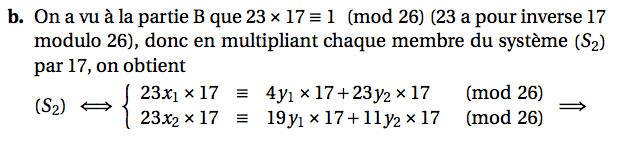 b. On a vu à la partie B que 23 × 17 ≡ 1 (mod 26) (23 a pour inverse 17
modulo 26), donc en multipliant chaque membre du système (S₂)
par 17, on obtient
(S₂) ⟺ { 23x₁ × 17 ≡ 4y₁ × 17 + 23y₂ × 17 (mod 26)
23x₂ × 17 ≡ 19y₁ × 17 + 11y₂ × 17 (mod 26) ⟹